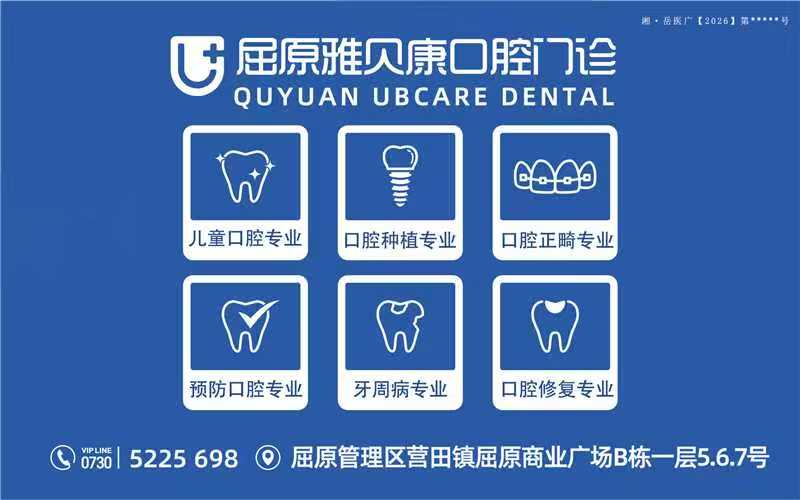 湘·岳医广【2026】第*****号
屈原雅贝康口腔门诊
QUYUAN UBCARE DENTAL
儿童口腔专业
口腔种植专业
口腔正畸专业
预防口腔专业
牙周病专业
口腔修复专业
VIP LINE
0730 5225 698
屈原管理区营田镇屈原商业广场B栋一层5.6.7号